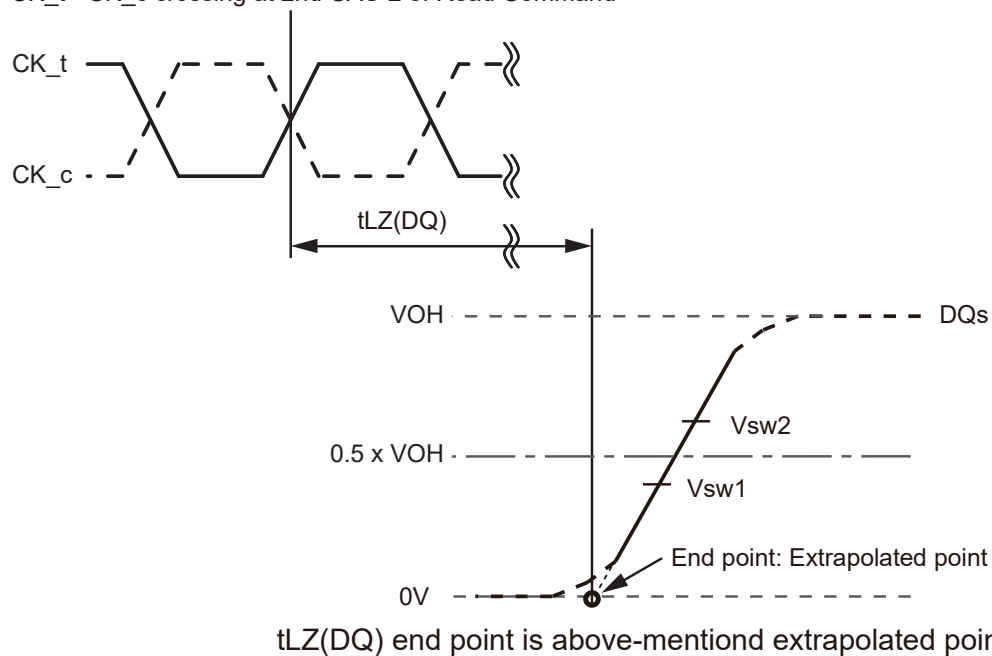 CK_t
CK_c
tLZ(DQ)
VOH
DQs
Vsw2
0.5 x VOH
Vsw1
End point: Extrapolated point
0V
tLZ(DQ) end point is above-mentiond extrapolated